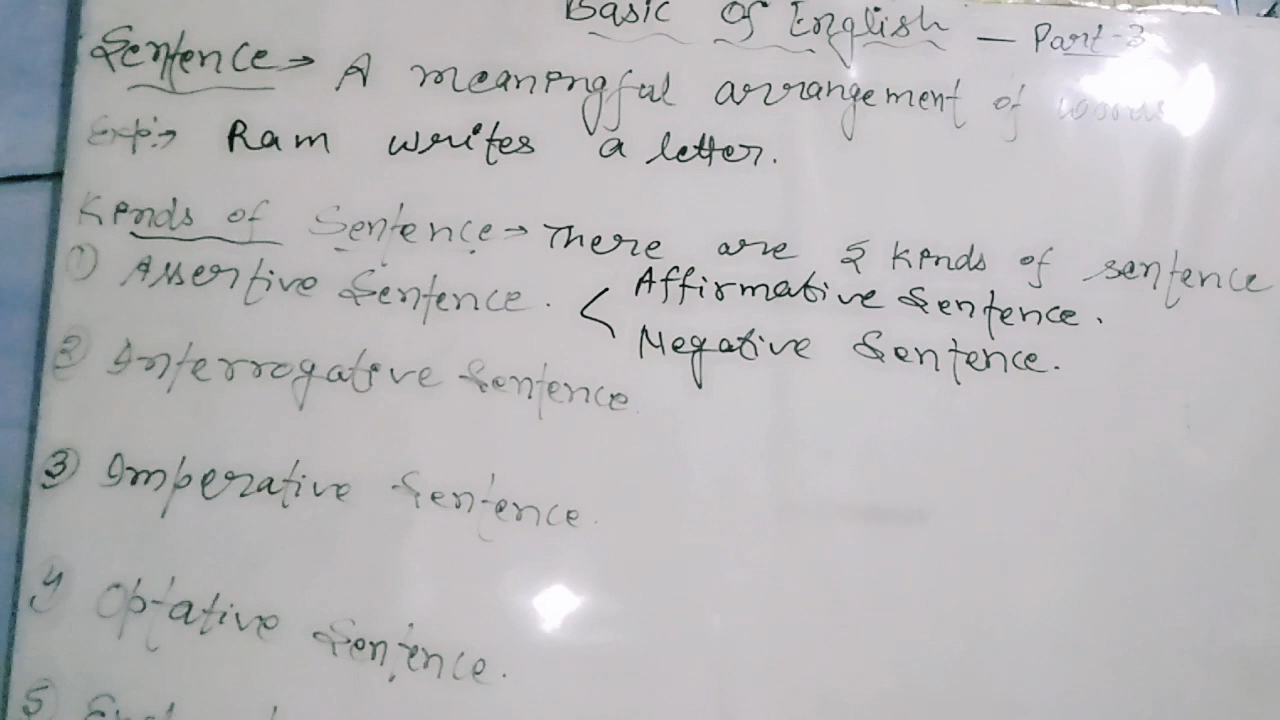 Basic Of English — Part-3
Sentence → A meaningful arrangement of words
Exp:→ Ram writes a letter.
Kinds of Sentence → There are 5 kinds of sentence
① Assertive Sentence. < Affirmative Sentence.
Negative Sentence.
② Interrogative Sentence.
③ Imperative Sentence.
④ Optative Sentence.
⑤